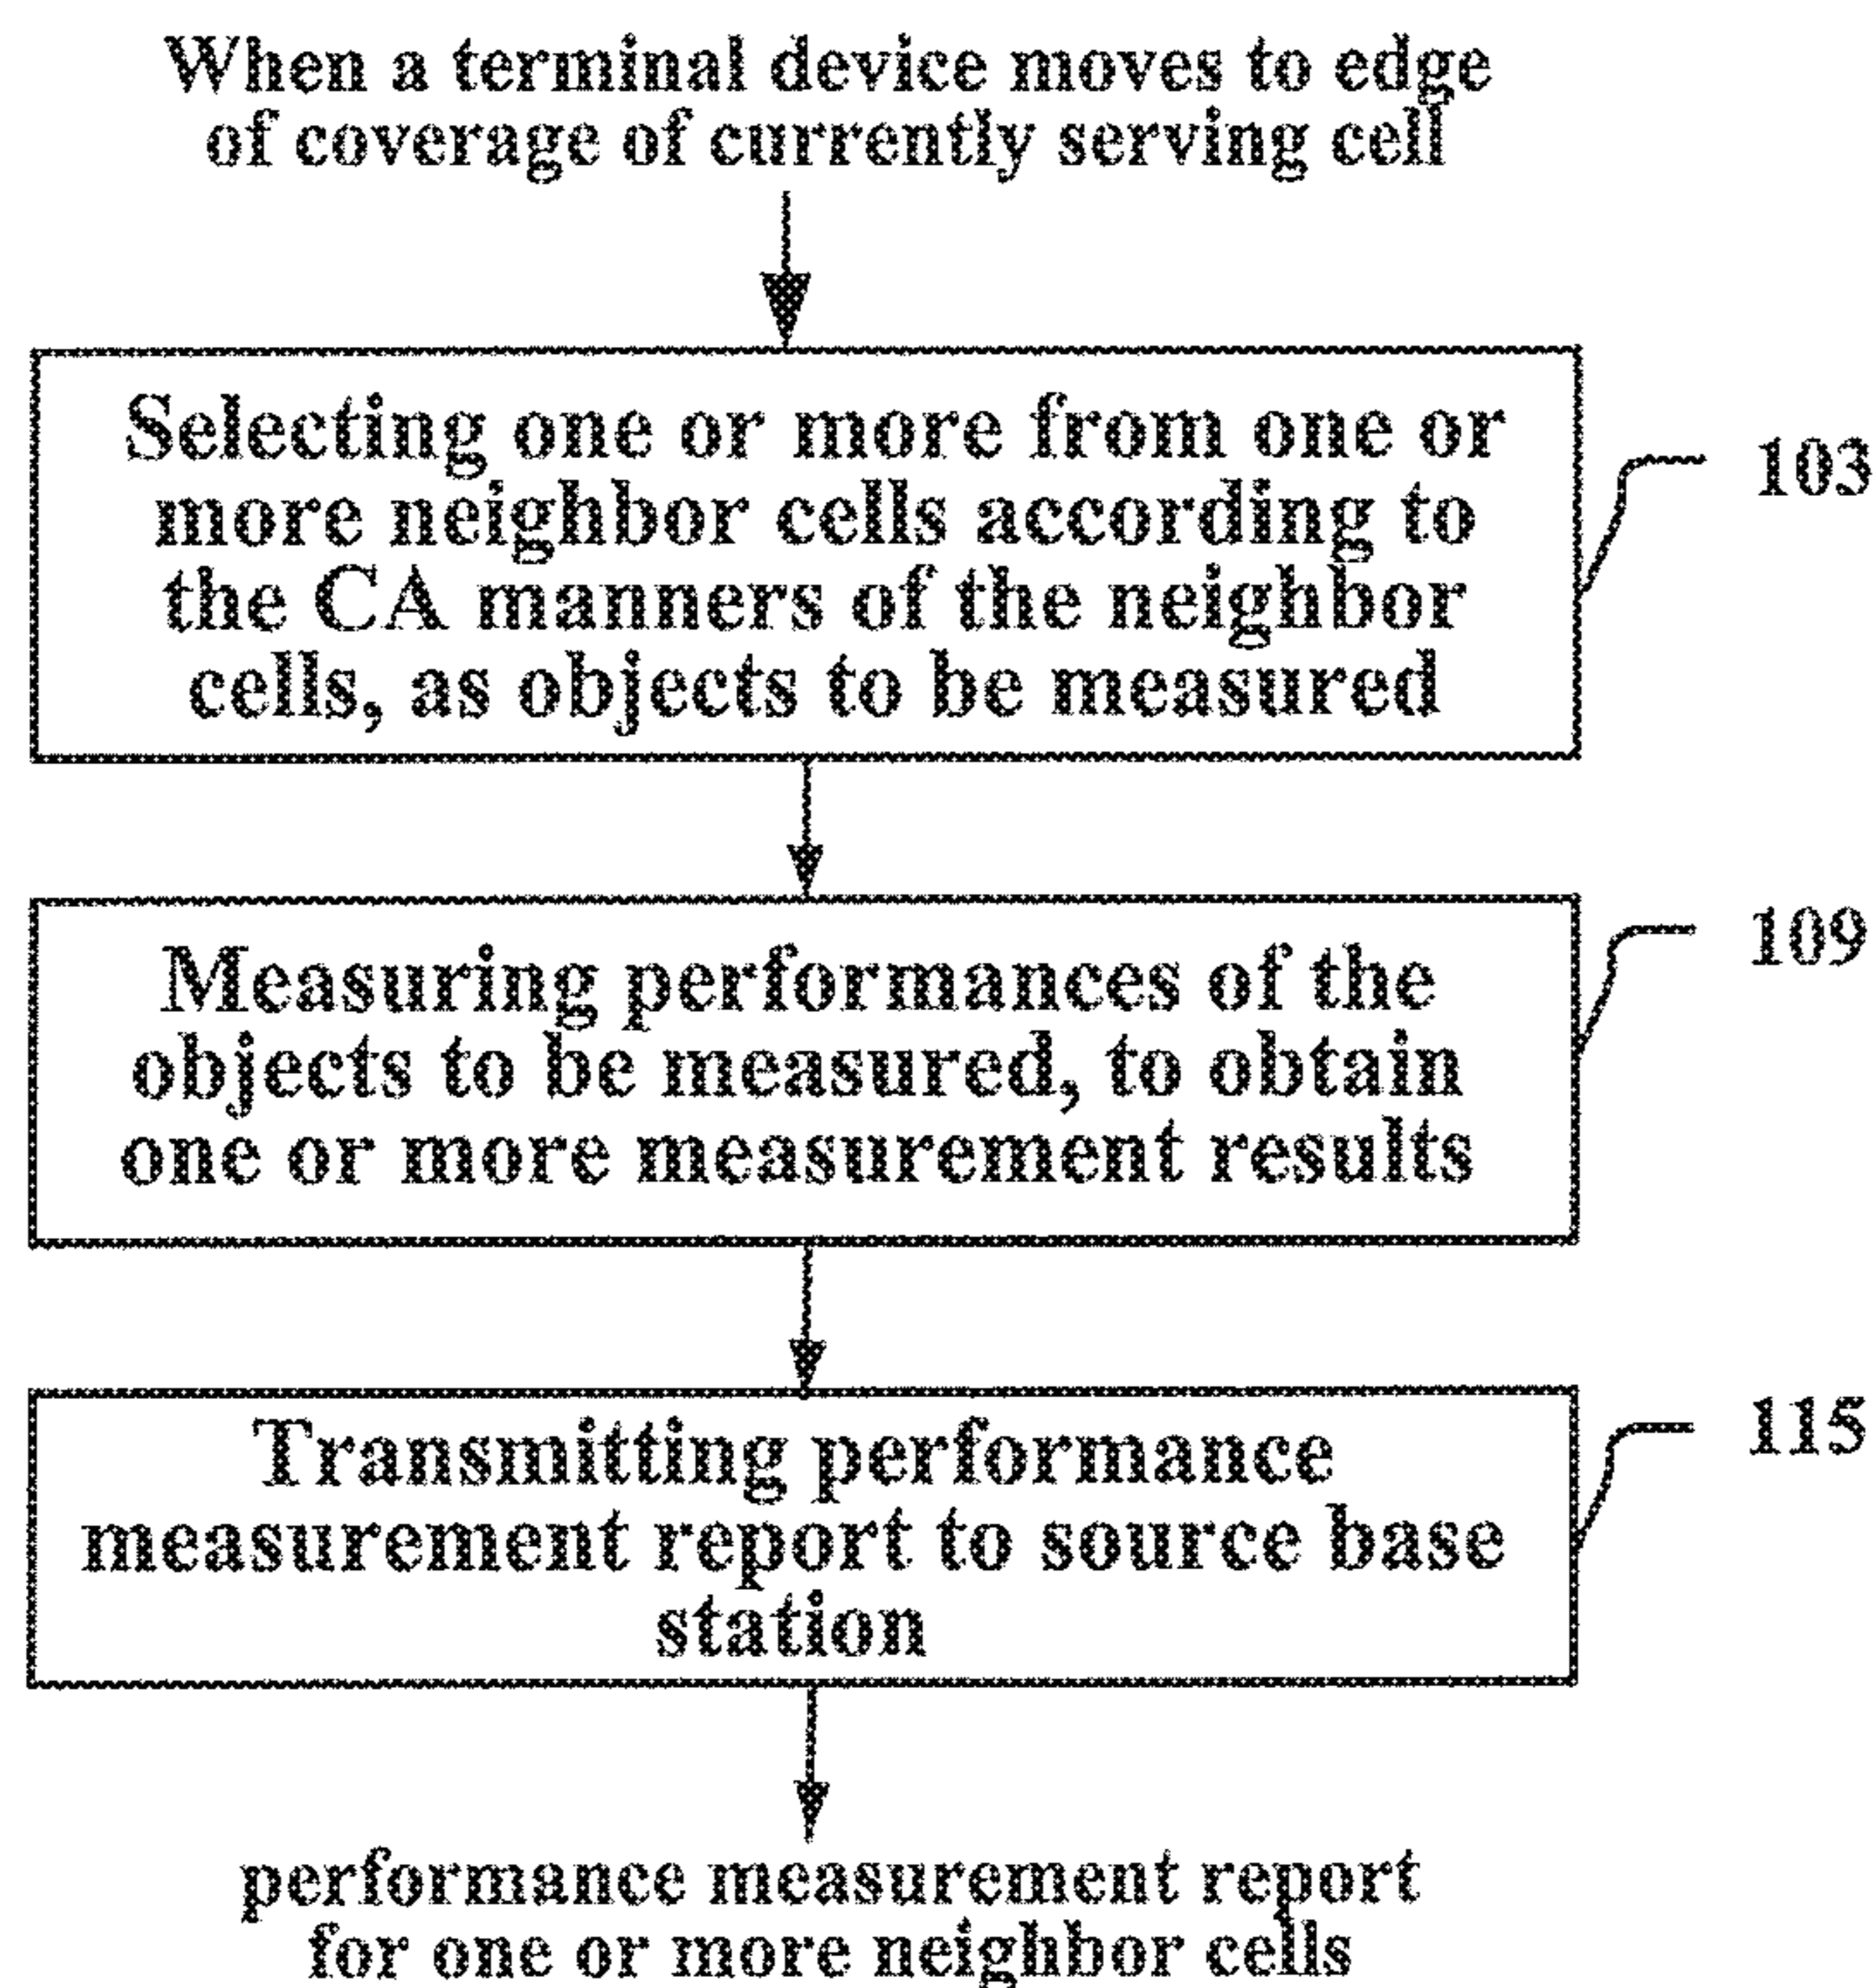 When a terminal device moves to edge
of coverage of currently serving cell
Selecting one or more from one or
more neighbor cells according to
the CA manners of the neighbor
cells, as objects to be measured
103
Measuring performances of the
objects to be measured, to obtain
one or more measurement results
109
Transmitting performance
measurement report to source base
station
115
performance measurement report
for one or more neighbor cells